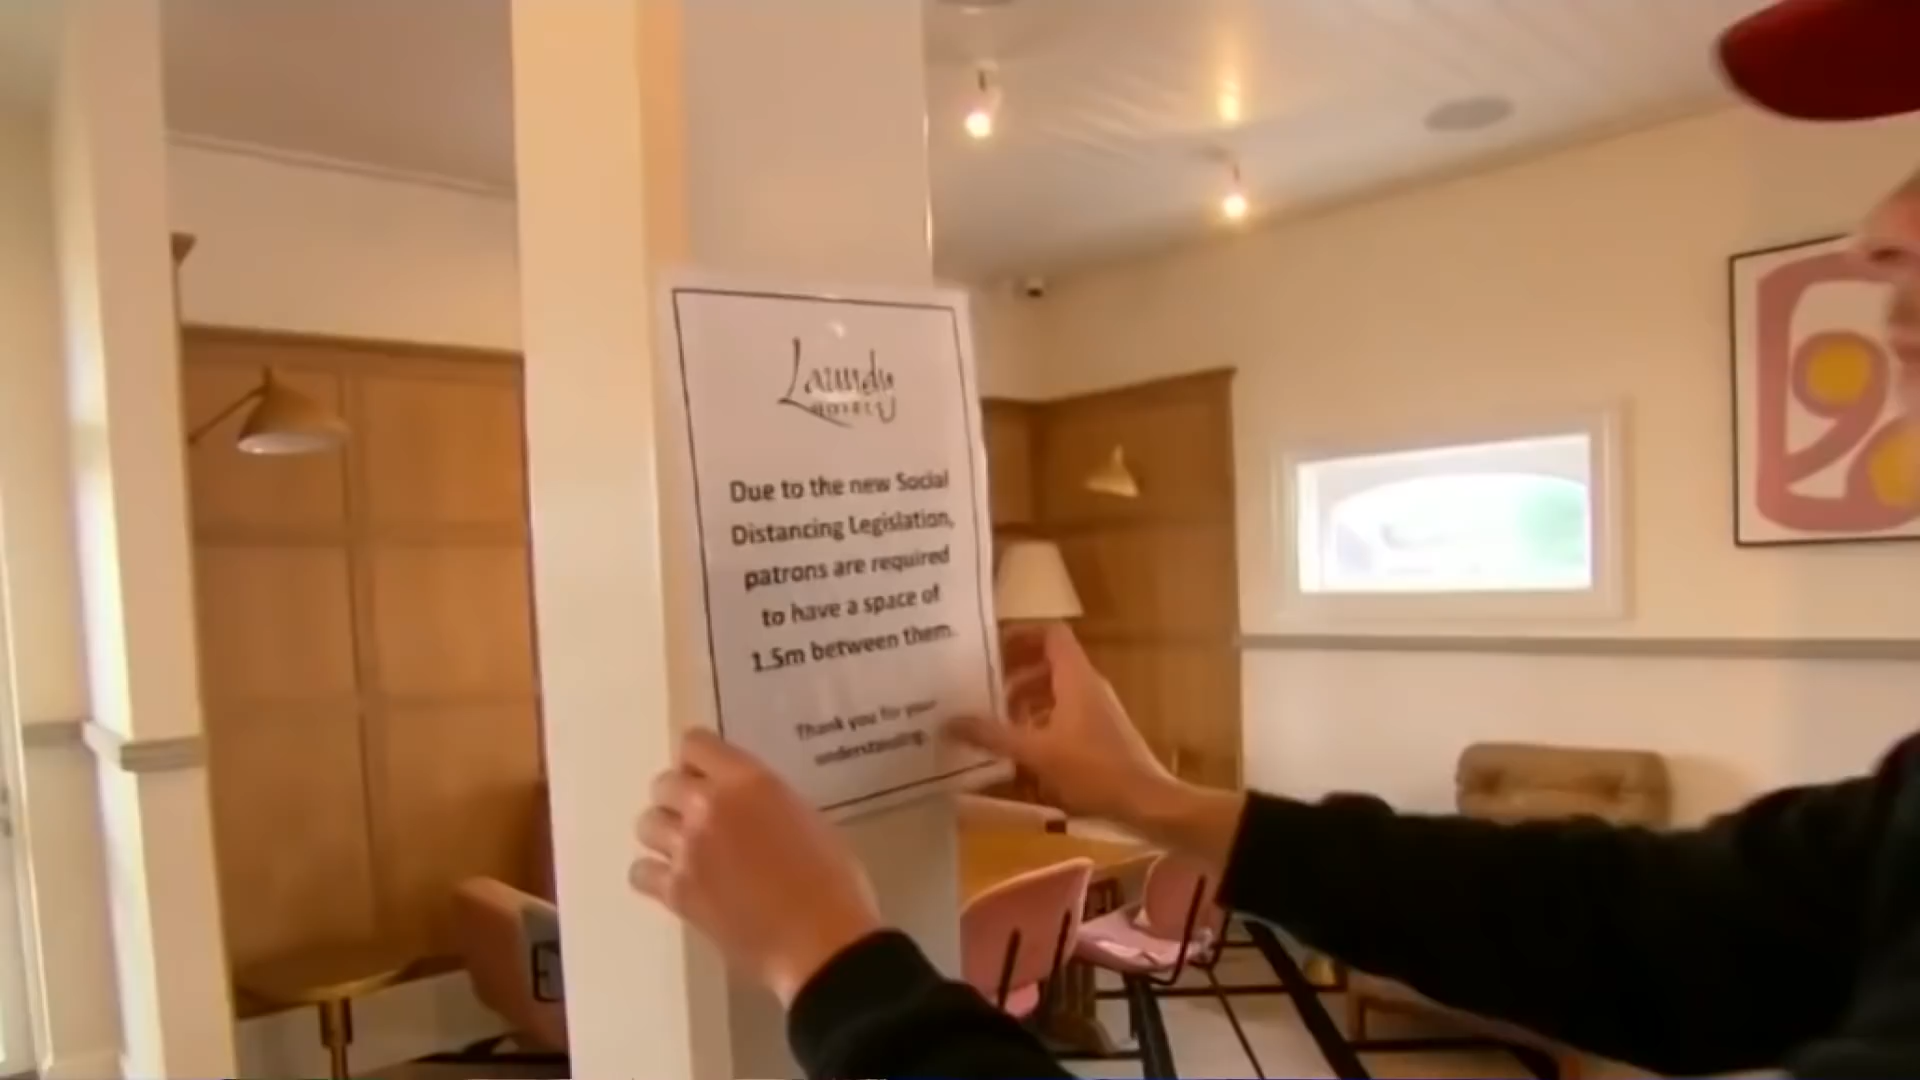 Laundy
HOTELS
Due to the new Social
Distancing Legislation,
patrons are required
to have a space of
1.5m between them.
Thank you for your
understanding.